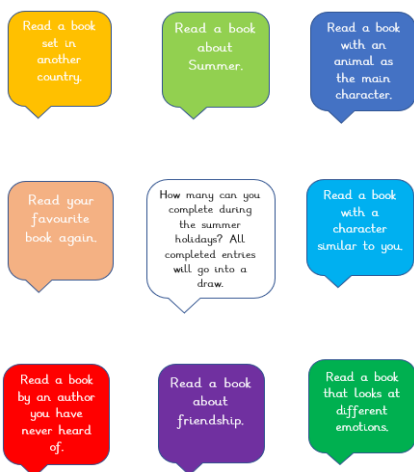 Read a book
set in
another
country.
Read a book
about
Summer.
Read a book
with an
animal as
the main
character.
Read your
favourite
book again.
How many can you
complete during
the summer
holidays? All
completed entries
will go into a
draw.
Read a book
with a
character
similar to you.
Read a book
by an author
you have
never heard
of.
Read a book
about
friendship.
Read a book
that looks at
different
emotions.